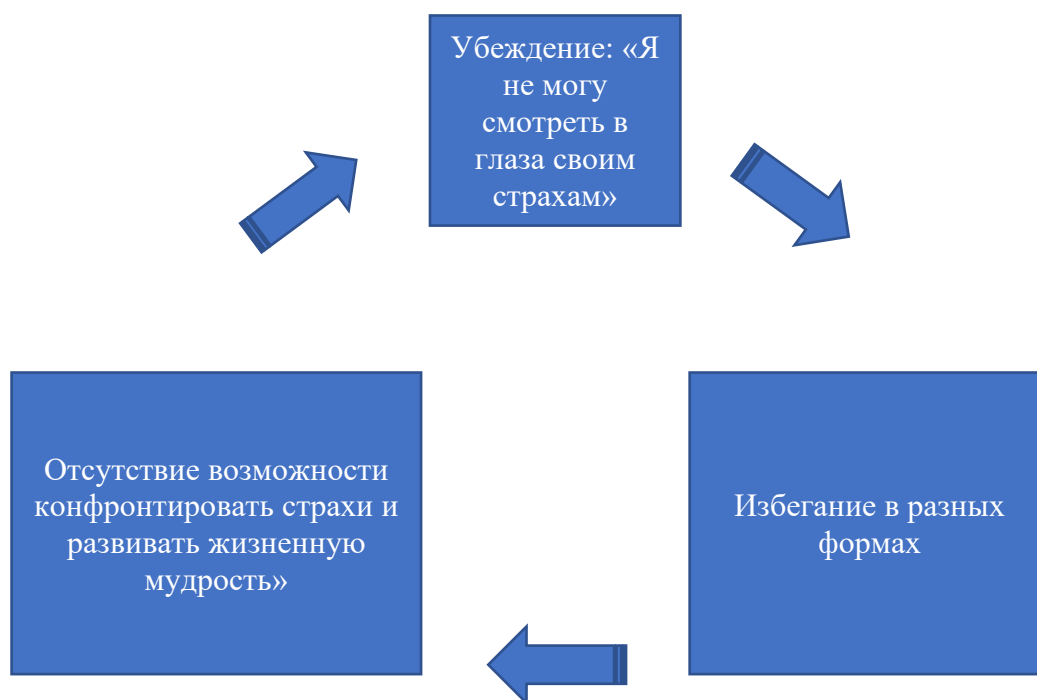 Убеждение: «Я
не могу
смотреть в
глаза своим
страхам»
Отсутствие возможности
конфронтировать страхи и
развивать жизненную
мудрость»
Избегание в разных
формах